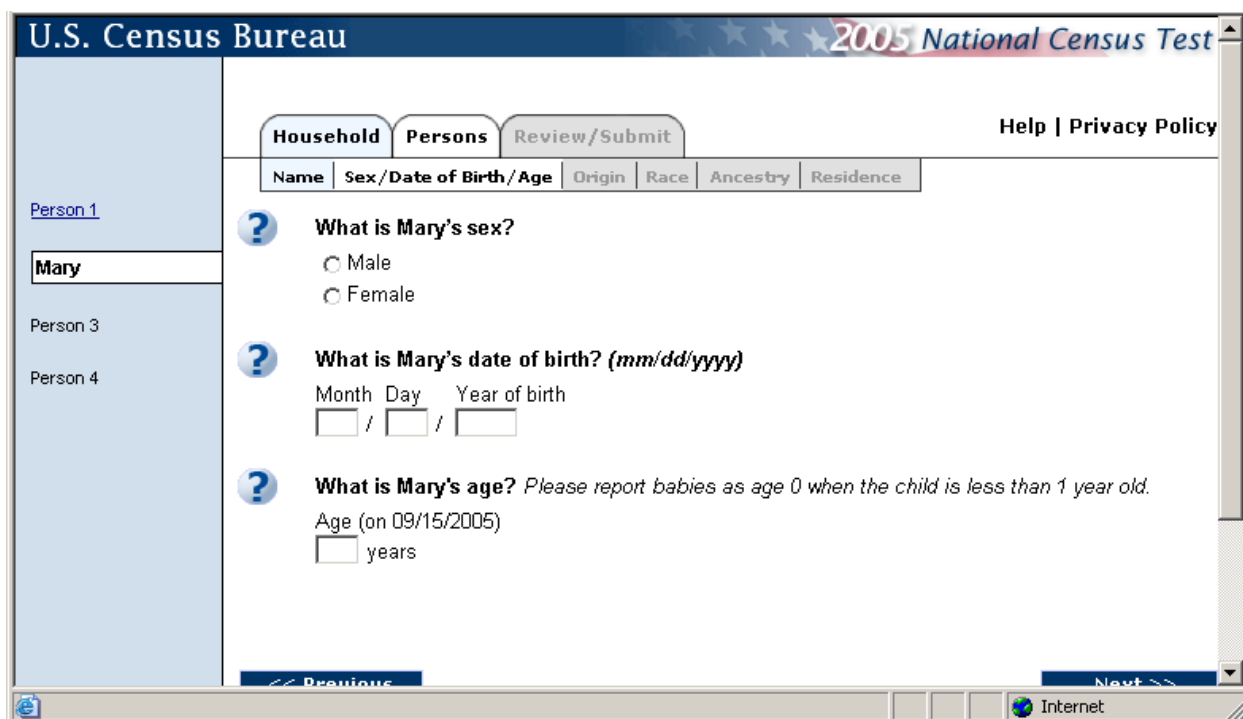 U.S. Census Bureau
2005 National Census Test
Help | Privacy Policy
Household Persons Review/Submit
Name Sex/Date of Birth/Age Origin Race Ancestry Residence
Person 1
Mary
Person 3
Person 4
? What is Mary's sex?
Male
Female
? What is Mary's date of birth? (mm/dd/yyyy)
Month Day Year of birth
/ /
? What is Mary's age? Please report babies as age 0 when the child is less than 1 year old.
Age (on 09/15/2005)
years
<< Previous
Next >>
Internet